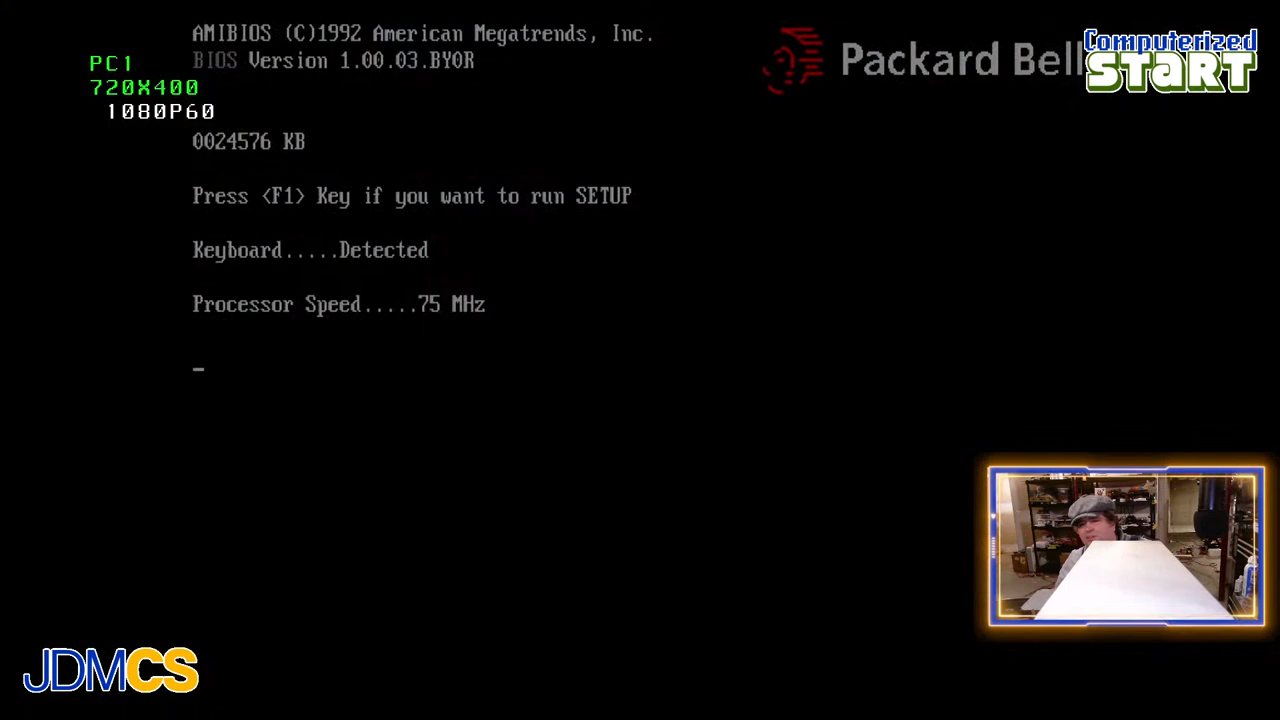 AMIBIOS (C)1992 American Megatrends, Inc.
BIOS Version 1.00.03.BY0R
Packard Bell
Computerized
START
PC1
720X400
1080P60
0024576 KB
Press <F1> Key if you want to run SETUP
Keyboard.....Detected
Processor Speed.....75 MHz
_
JDMCS